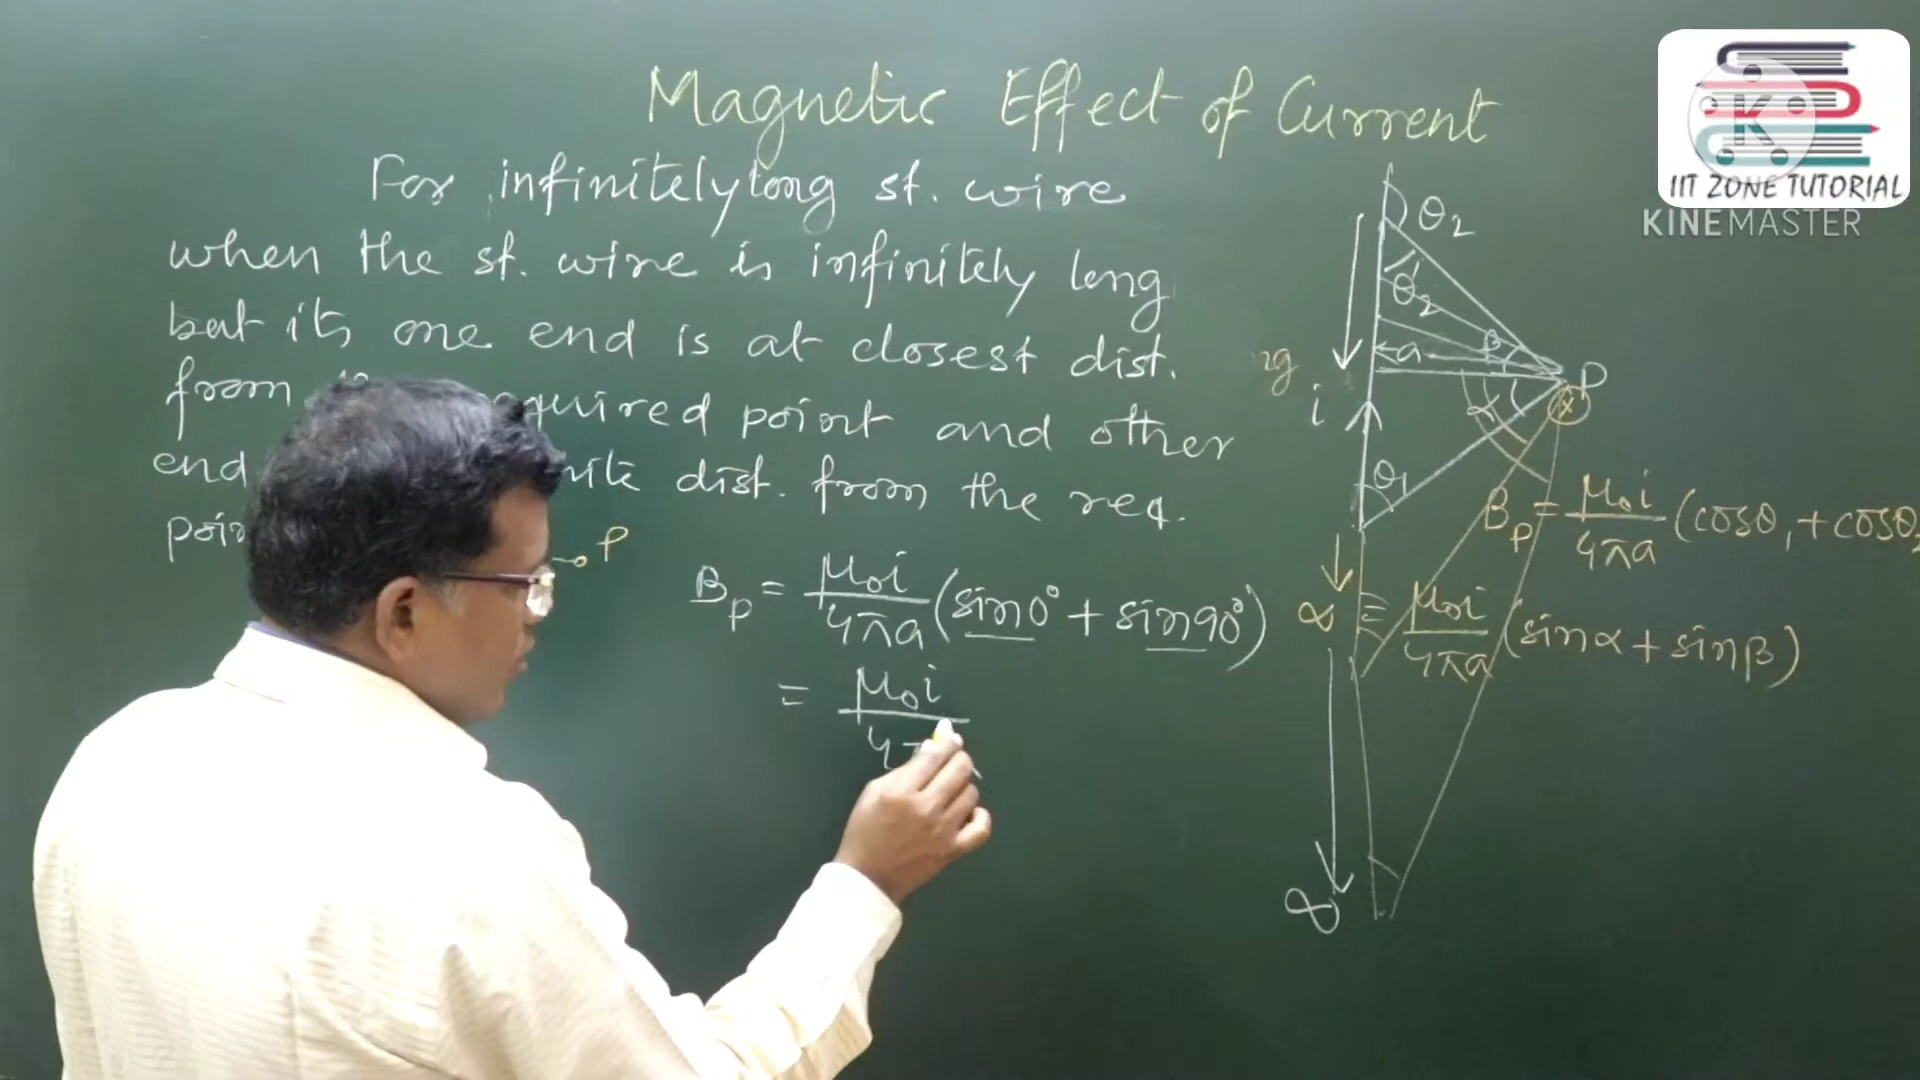 Magnetic Effect of Current
For infinitely long st. wire
when the st. wire is infinitely long
but its one end is at closest dist.
from required point and other
end dist. from the req.
P
Bp = μ₀i/4πa (sin0° + sin90°)
= μ₀i/4π
θ₂
θ₂'
a
β
P
i
α
θ₁
Bp = μ₀i/4πa (cosθ₁ + cosθ₂
∞ = μ₀i/4πa (sinα + sinβ)
∞
K
IIT ZONE TUTORIAL
KINEMASTER